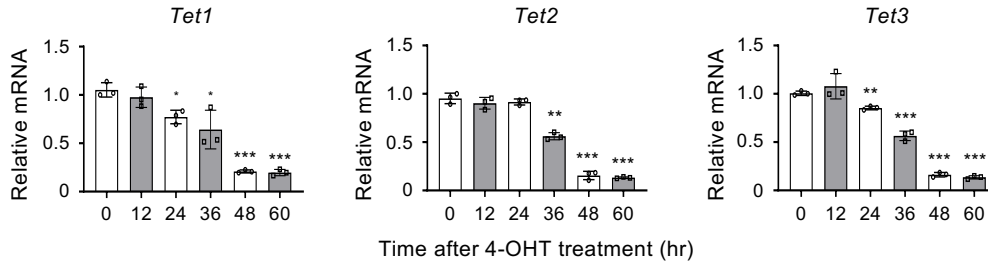 Tet1
Relative mRNA
1.5
1.0
0.5
0
* * *** ***
0 12 24 36 48 60
Tet2
Relative mRNA
1.5
1.0
0.5
0
** *** ***
0 12 24 36 48 60
Tet3
Relative mRNA
1.5
1.0
0.5
0
** *** *** ***
0 12 24 36 48 60
Time after 4-OHT treatment (hr)